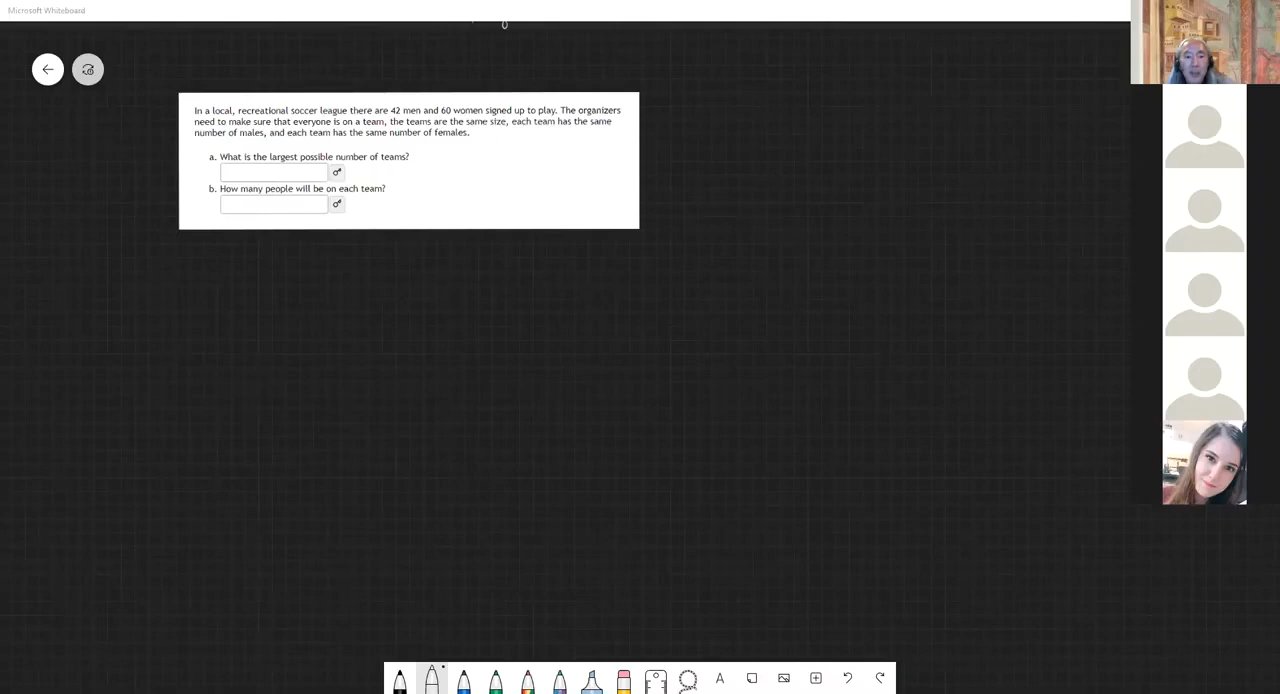 Microsoft Whiteboard
In a local, recreational soccer league there are 42 men and 60 women signed up to play. The organizers
need to make sure that everyone is on a team, the teams are the same size, each team has the same
number of males, and each team has the same number of females.
a. What is the largest possible number of teams?
b. How many people will be on each team?